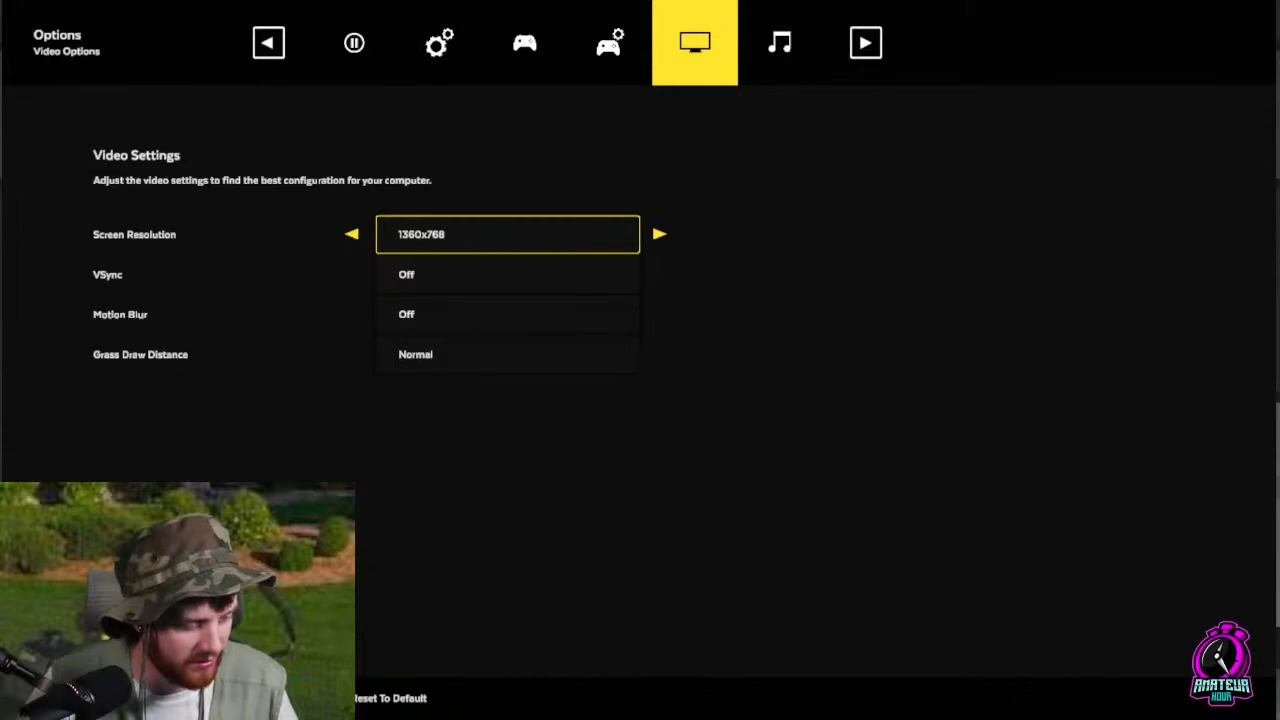 Options
Video Options
Video Settings
Adjust the video settings to find the best configuration for your computer.
Screen Resolution 1360x768
VSync Off
Motion Blur Off
Grass Draw Distance Normal
eset To Default
AMATEUR
HOUR